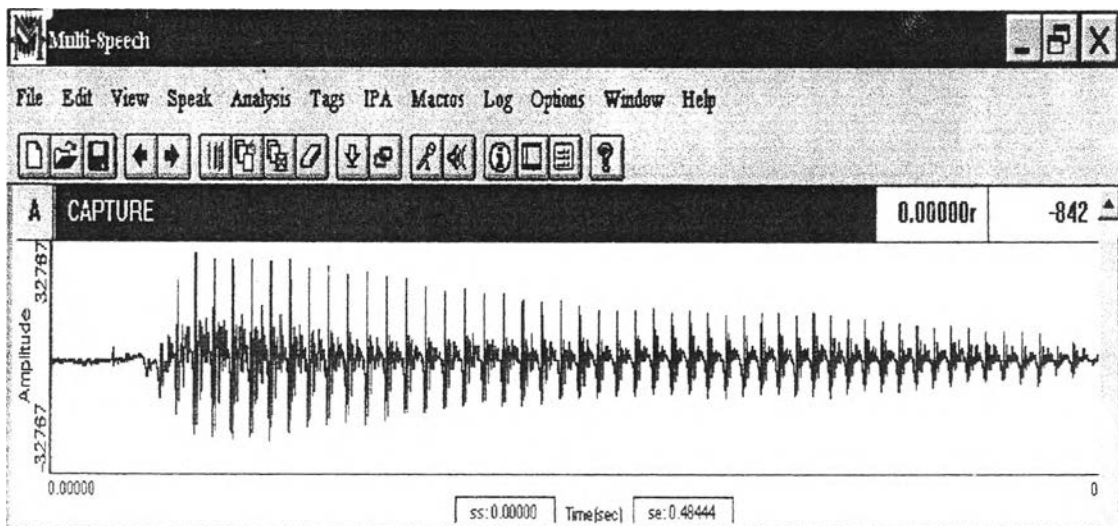 Multi-Speech
File Edit View Speak Analysis Tags IPA Macros Log Options Window Help
A CAPTURE 0.00000r -842
32767
Amplitude
-32767
0.00000 0
ss: 0.00000 Time(sec) se: 0.48444